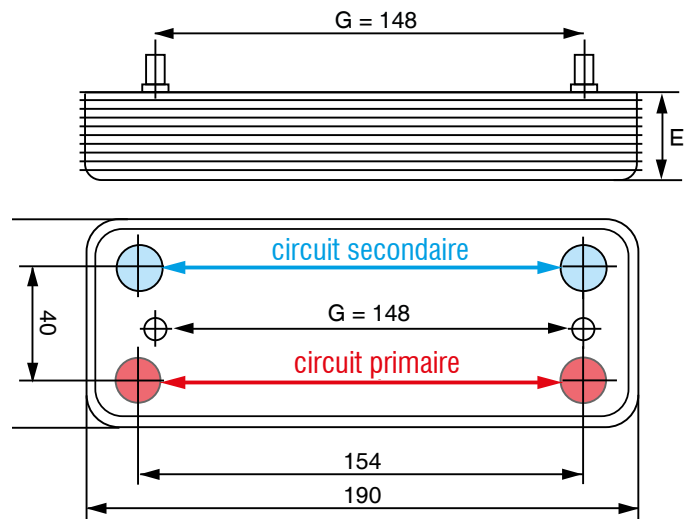 G = 148
E
circuit secondaire
40
G = 148
circuit primaire
154
190